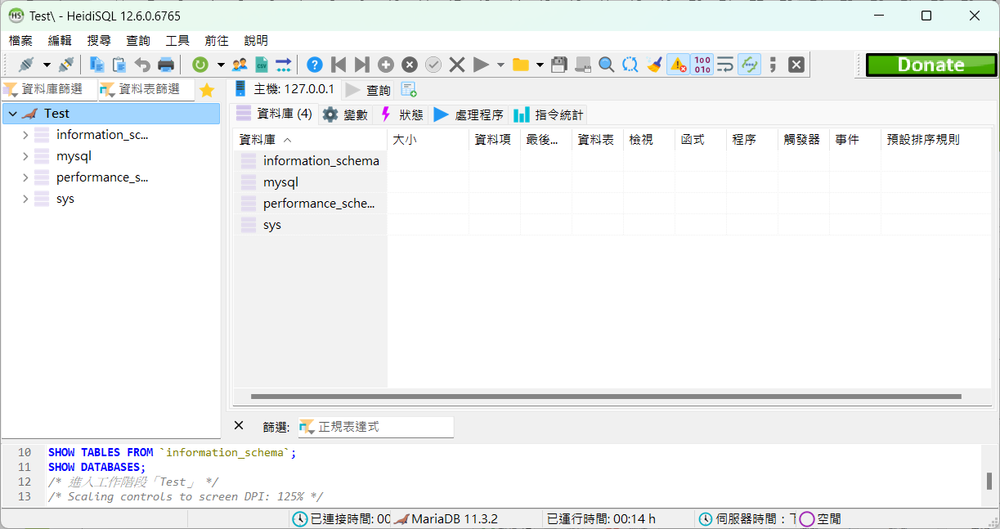 Test\ - HeidiSQL 12.6.0.6765
檔案 編輯 搜尋 查詢 工具 前往 說明
Donate
資料庫篩選 資料表篩選
主機: 127.0.0.1 查詢
Test
information_sc...
mysql
performance_s...
sys
資料庫 (4) 變數 狀態 處理程序 指令統計
資料庫 大小 資料項 最後... 資料表 檢視 函式 程序 觸發器 事件 預設排序規則
information_schema
mysql
performance_sche...
sys
篩選: 正規表達式
10 SHOW TABLES FROM `information_schema`;
11 SHOW DATABASES;
12 /* 進入工作階段「Test」 */
13 /* Scaling controls to screen DPI: 125% */
已連接時間: 00 MariaDB 11.3.2 已運行時間: 00:14 h 伺服器時間： 空閒